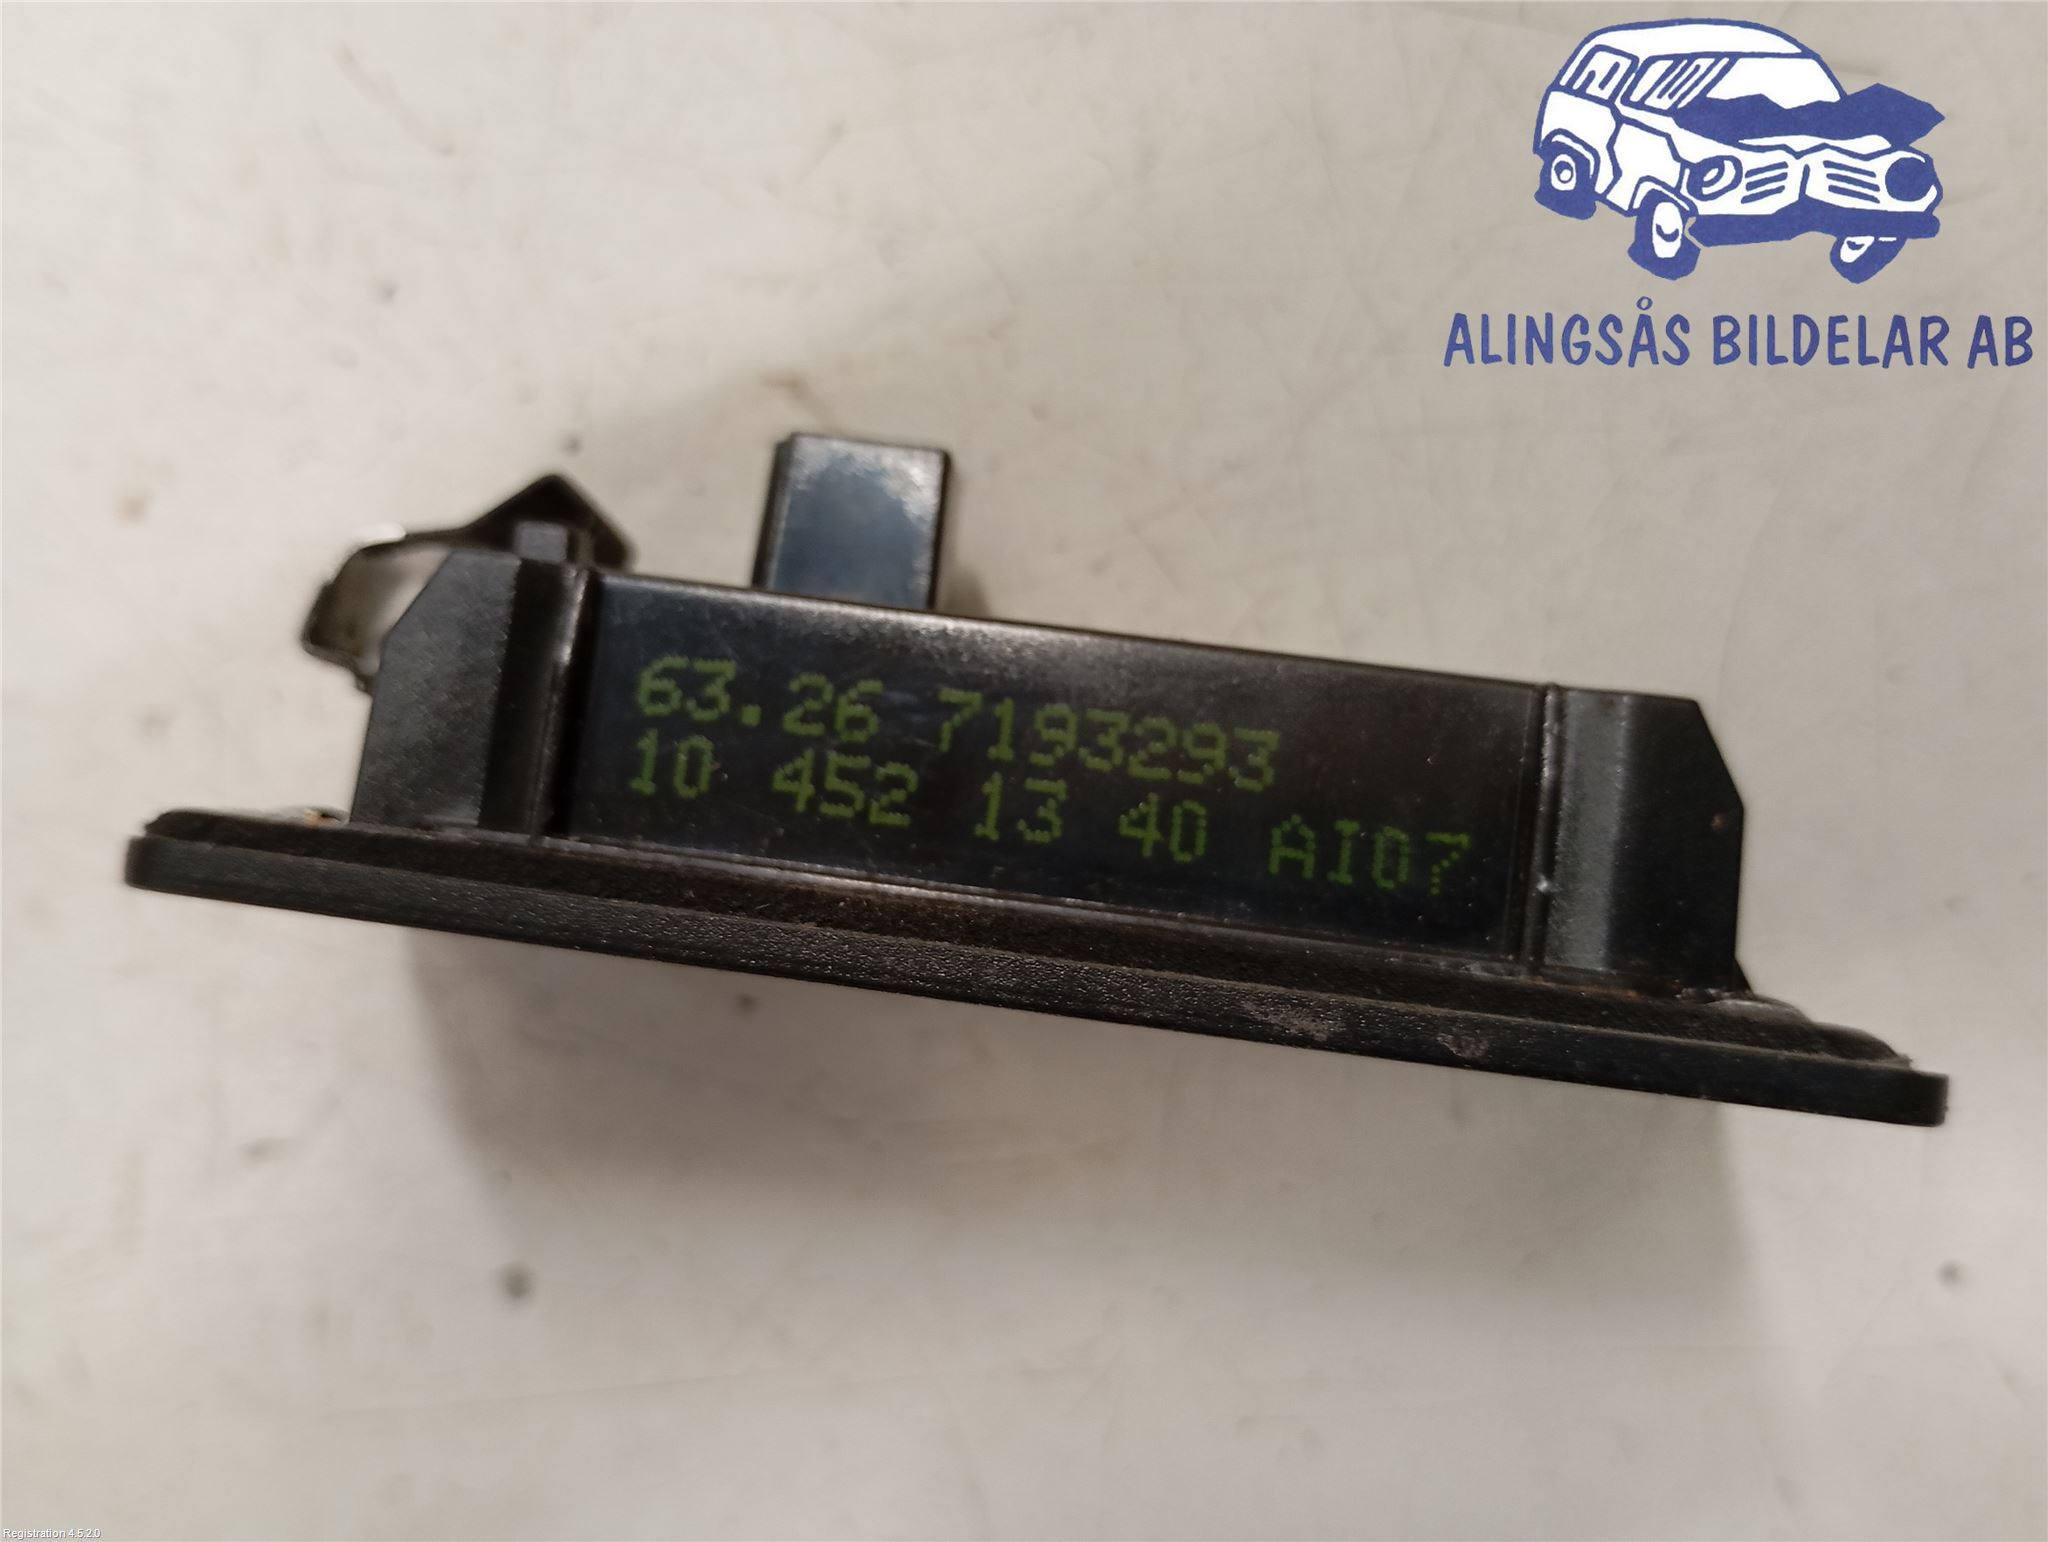 ALINGSÅS BILDELAR AB
63.26 7193293
10 452 13 40 AI07
Registration 4.5.2.0